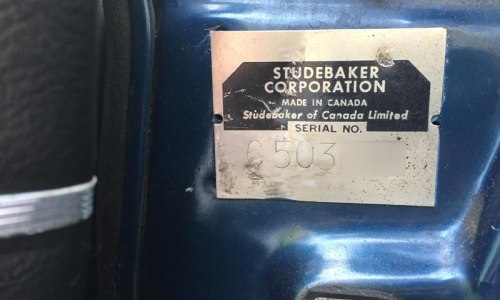 STUDEBAKER
CORPORATION
MADE IN CANADA
Studebaker of Canada Limited
SERIAL NO.
C503